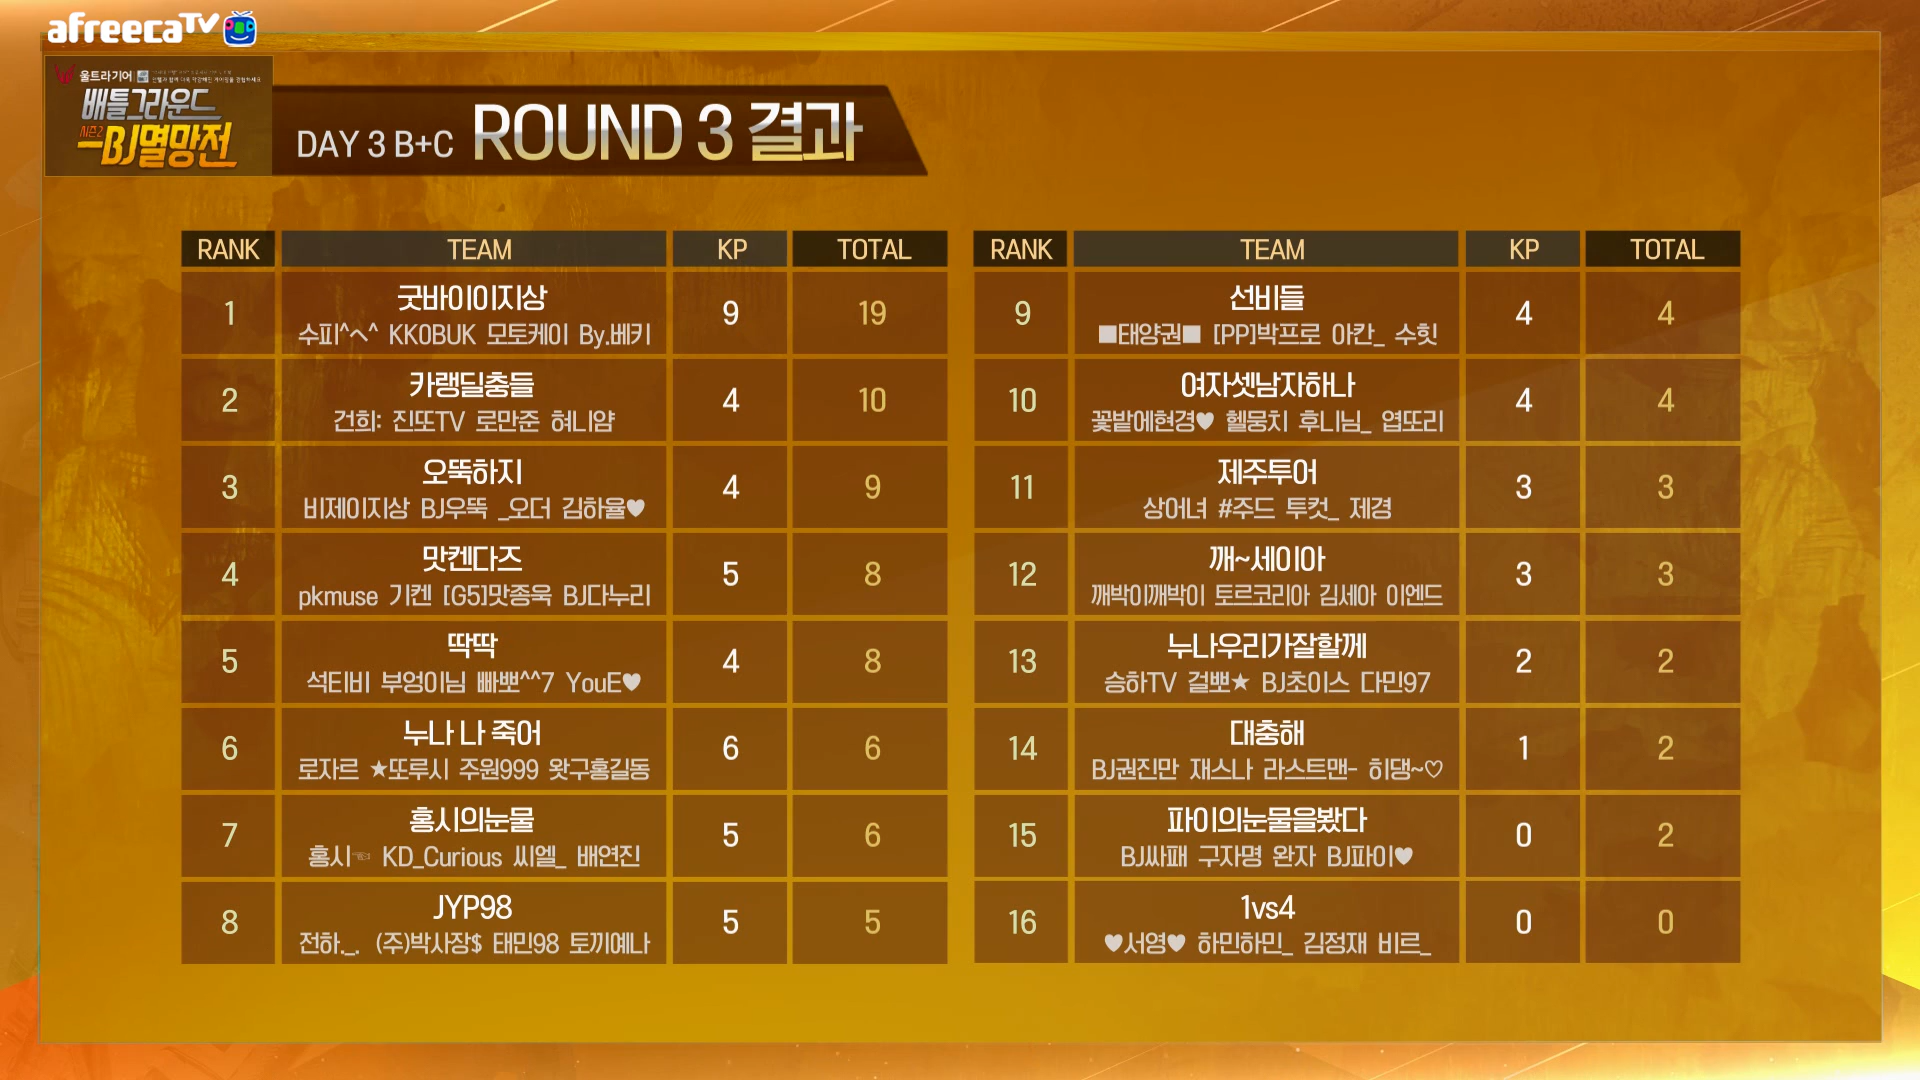 afreecaTV
울트라기어
배틀그라운드
시즌2
BJ멸망전
DAY 3 B+C ROUND 3 결과
RANK TEAM KP TOTAL
1 굿바이이지상 9 19
수피^ㅅ^ KK0BUK 모토케이 By.베키
2 카랭딜충들 4 10
건희: 진또TV 로만준 혀니얌
3 오뚝하지 4 9
비제이지상 BJ우뚝 _오더 김하율♥
4 맛켄다즈 5 8
pkmuse 기켄 [G5]맛종욱 BJ다누리
5 딱딱 4 8
석티비 부엉이님 빠뽀^^7 YouE♥
6 누나 나 죽어 6 6
로자르 ★또루시 주원999 왓구홍길동
7 홍시의눈물 5 6
홍시☜ KD_Curious 씨엘_ 배연진
8 JYP98 5 5
전하._. (주)박사장$ 태민98 토끼예나
RANK TEAM KP TOTAL
9 선비들 4 4
■태양권■ [PP]박프로 아칸_ 수힛
10 여자셋남자하나 4 4
꽃밭에현경♥ 헬뭉치 후니님_ 엽또리
11 제주투어 3 3
상어녀 #주드 투컷_ 제경
12 깨~세이아 3 3
깨박이깨박이 토르코리아 김세아 이엔드
13 누나우리가잘할께 2 2
승하TV 걸뽀★ BJ초이스 다민97
14 대충해 1 2
BJ권진만 재스나 라스트맨- 히댕~♡
15 파이의눈물을봤다 0 2
BJ싸패 구자명 완자 BJ파이♥
16 1vs4 0 0
♥서영♥ 하민하민_ 김정재 비르_